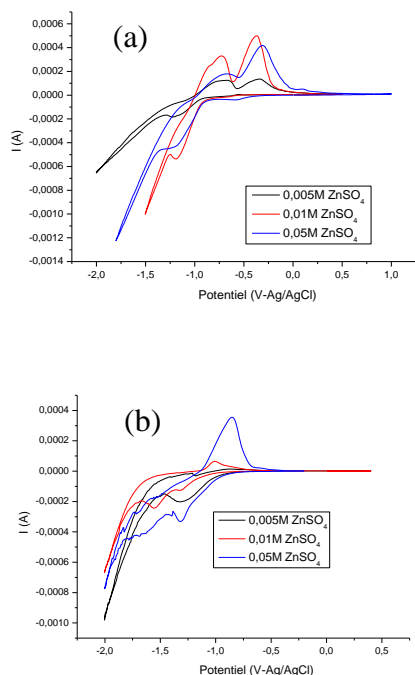 (a)
0,0006
0,0004
0,0002
0,0000
-0,0002
-0,0004
-0,0006
-0,0008
-0,0010
-0,0012
-0,0014
I (A)
0,005M ZnSO4
0,01M ZnSO4
0,05M ZnSO4
-2,0 -1,5 -1,0 -0,5 0,0 0,5 1,0
Potentiel (V-Ag/AgCl)
(b)
0,0004
0,0002
0,0000
-0,0002
-0,0004
-0,0006
-0,0008
-0,0010
I (A)
0,005M ZnSO4
0,01M ZnSO4
0,05M ZnSO4
-2,0 -1,5 -1,0 -0,5 0,0 0,5
Potentiel (V-Ag/AgCl)